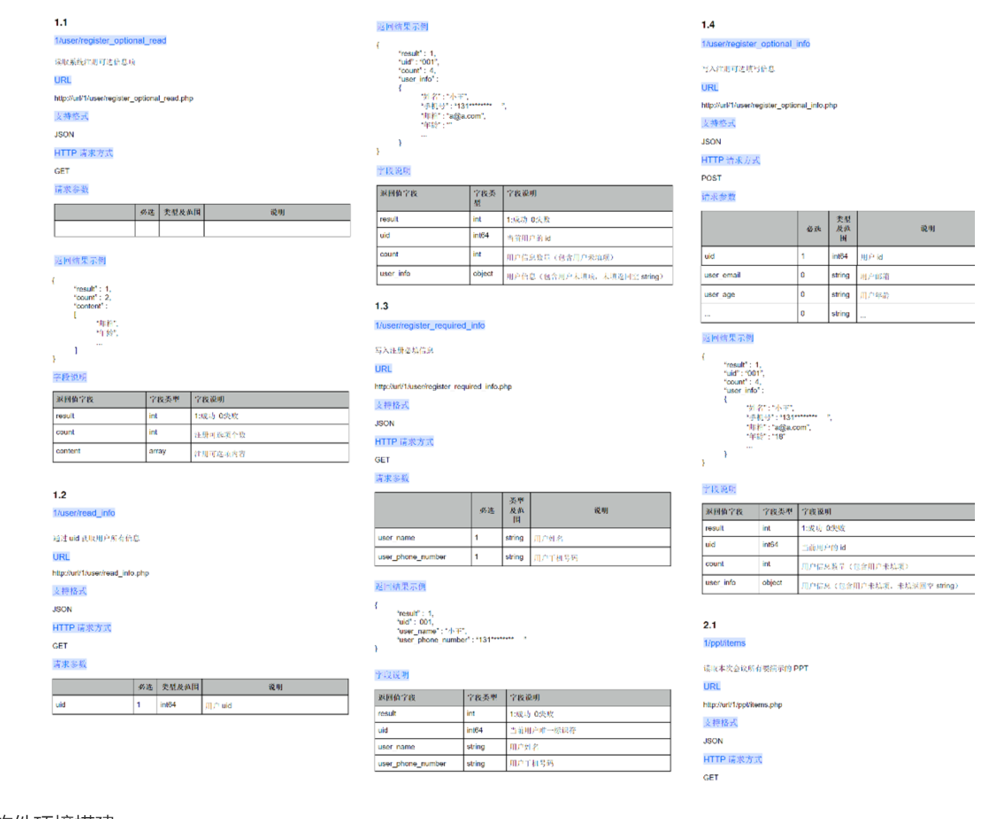 1.1
1/user/register_optional_read
读取系统注册可选信息项
URL
http://url/1/user/register_optional_read.php
支持格式
JSON
HTTP 请求方式
GET
请求参数
必选 类型及范围 说明
返回结果示例
{
"result" : 1,
"count" : 2,
"content" :
[
"邮箱",
"年龄",
...
]
}
字段说明
返回值字段 字段类型 字段说明
result int 1:成功 0失败
count int 注册可选项个数
content array 注册可选项内容
1.2
1/user/read_info
通过 uid 获取用户所有信息
URL
http://url/1/user/read_info.php
支持格式
JSON
HTTP 请求方式
GET
请求参数
必选 类型及范围 说明
uid 1 int64 用户 uid
返回结果示例
{
"result" : 1,
"uid" : "001",
"count" : 4,
"user_info" :
{
"姓名" : "小王",
"手机号" : "131******** ",
"邮箱" : "a@a.com",
"年龄" : ""
...
}
}
字段说明
返回值字段 字段类型 字段说明
result int 1:成功 0失败
uid int64 当前用户的 id
count int 用户信息数量（包含用户未填项）
user_info object 用户信息（包含用户未填项，未填返回空 string）
1.3
1/user/register_required_info
写入注册必填信息
URL
http://url/1/user/register_required_info.php
支持格式
JSON
HTTP 请求方式
GET
请求参数
必选 类型及范围 说明
user_name 1 string 用户姓名
user_phone_number 1 string 用户手机号码
返回结果示例
{
"result" : 1,
"uid" : 001,
"user_name" : "小王",
"user_phone_number" : "131******** "
}
字段说明
返回值字段 字段类型 字段说明
result int 1:成功 0失败
uid int64 当前用户唯一标识符
user_name string 用户姓名
user_phone_number string 用户手机号码
1.4
1/user/register_optional_info
写入注册可选填写信息
URL
http://url/1/user/register_optional_info.php
支持格式
JSON
HTTP 请求方式
POST
请求参数
必选 类型及范围 说明
uid 1 int64 用户 id
user_email 0 string 用户邮箱
user_age 0 string 用户年龄
... 0 string ...
返回结果示例
{
"result" : 1,
"uid" : "001",
"count" : 4,
"user_info" :
{
"姓名" : "小王",
"手机号" : "131******** ",
"邮箱" : "a@a.com",
"年龄" : "18"
...
}
}
字段说明
返回值字段 字段类型 字段说明
result int 1:成功 0失败
uid int64 当前用户的 id
count int 用户信息数量（包含用户未填项）
user_info object 用户信息（包含用户未填项，未填返回空 string）
2.1
1/ppt/items
读取本次会议所有要演示的 PPT
URL
http://url/1/ppt/items.php
支持格式
JSON
HTTP 请求方式
GET